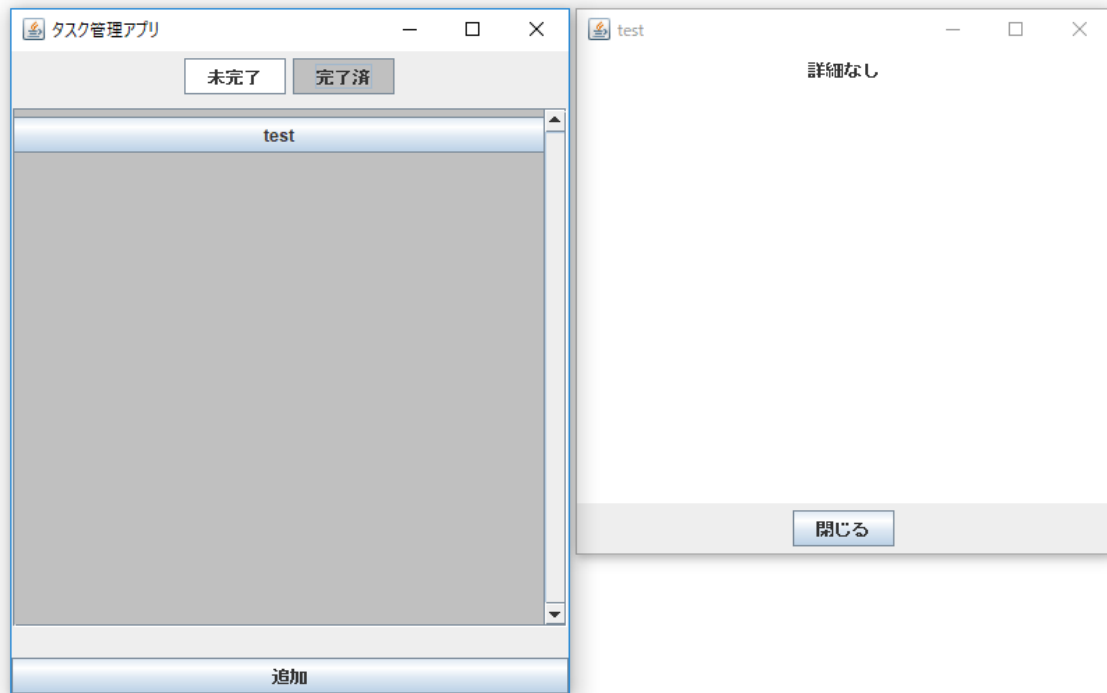 タスク管理アプリ
未完了 完了済
test
追加
test
詳細なし
閉じる